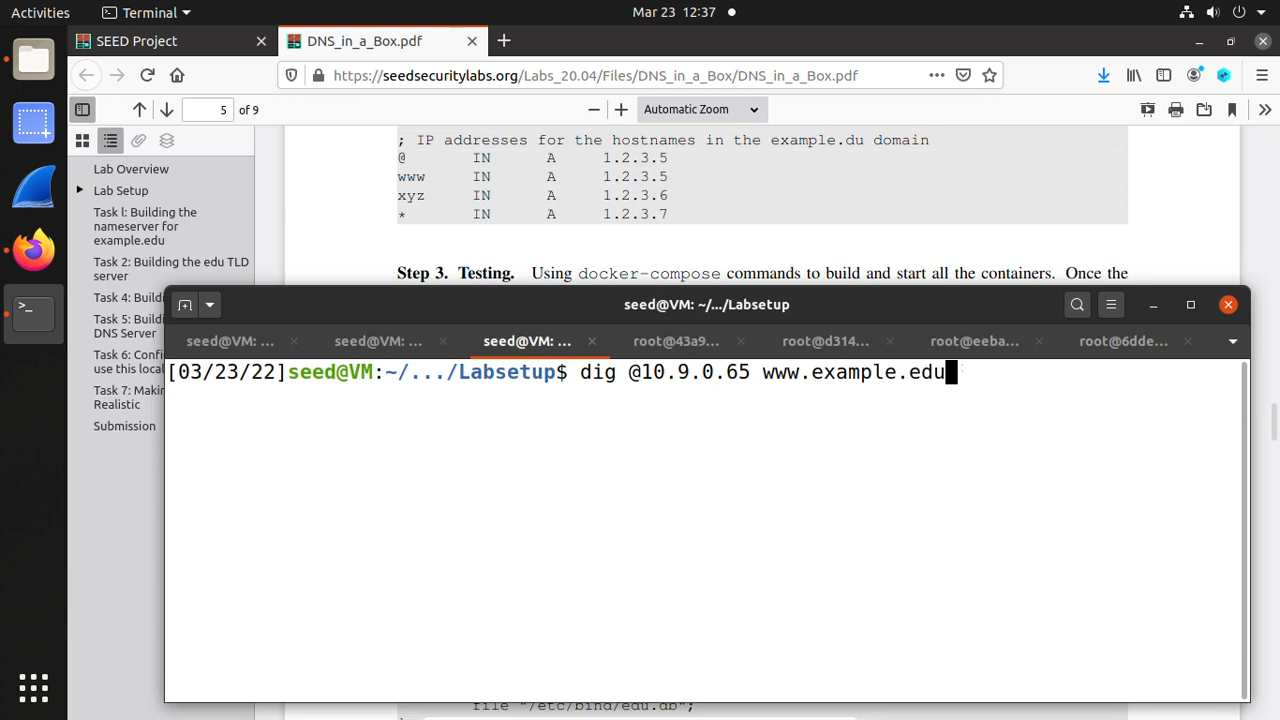 Activities
Terminal
Mar 23 12:37
SEED Project
DNS_in_a_Box.pdf
https://seedsecuritylabs.org/Labs_20.04/Files/DNS_in_a_Box/DNS_in_a_Box.pdf
5 of 9
Automatic Zoom
Lab Overview
Lab Setup
Task l: Building the
nameserver for
example.edu
Task 2: Building the edu TLD
server
Task 4: Buildi
Task 5: Build
DNS Server
Task 6: Confi
use this local
Task 7: Makin
Realistic
Submission
; IP addresses for the hostnames in the example.du domain
@ IN A 1.2.3.5
www IN A 1.2.3.5
xyz IN A 1.2.3.6
* IN A 1.2.3.7
Step 3. Testing. Using docker-compose commands to build and start all the containers. Once the
seed@VM: ~/.../Labsetup
seed@VM: ...
seed@VM: ...
seed@VM: ...
root@43a9...
root@d314...
root@eeba...
root@6dde...
[03/23/22]seed@VM:~/.../Labsetup$ dig @10.9.0.65 www.example.edu
file "/etc/bind/edu.db";